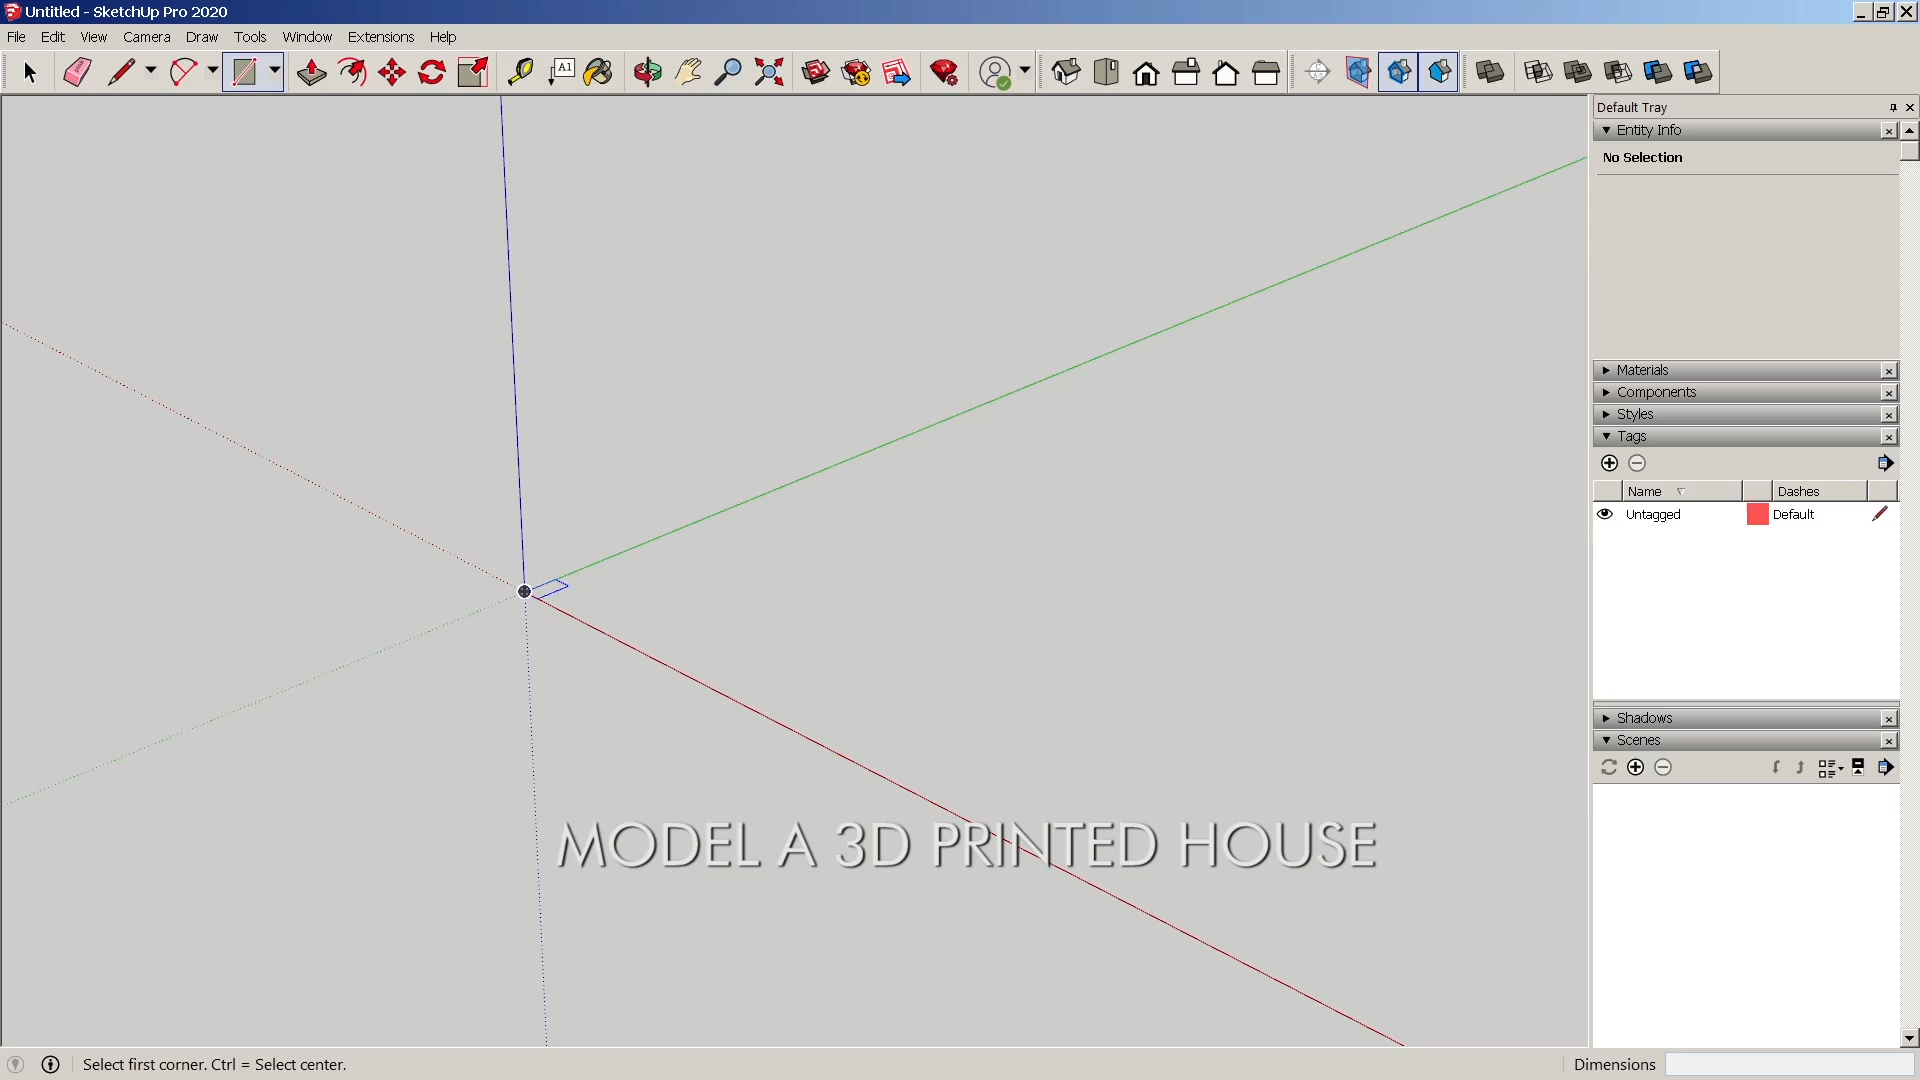 Untitled - SketchUp Pro 2020
File Edit View Camera Draw Tools Window Extensions Help
A1
Default Tray
Entity Info
No Selection
Materials
Components
Styles
Tags
Name Dashes
Untagged Default
Shadows
Scenes
MODEL A 3D PRINTED HOUSE
Select first corner. Ctrl = Select center.
Dimensions